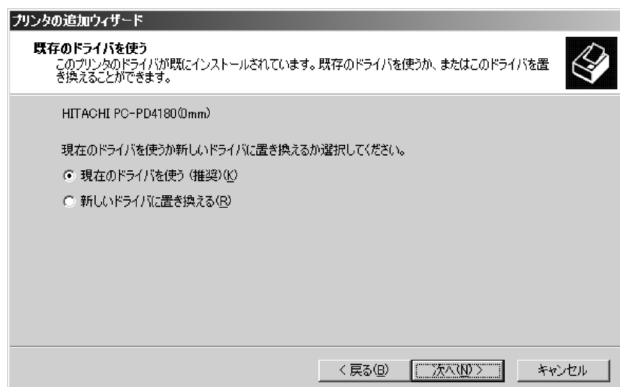 プリンタの追加ウィザード
既存のドライバを使う
このプリンタのドライバが既にインストールされています。既存のドライバを使うか、またはこのドライバを置
き換えることができます。
HITACHI PC-PD4180(0mm)
現在のドライバを使うか新しいドライバに置き換えるか選択してください。
現在のドライバを使う (推奨)(K)
新しいドライバに置き換える(R)
< 戻る(B)
次へ(N) >
キャンセル